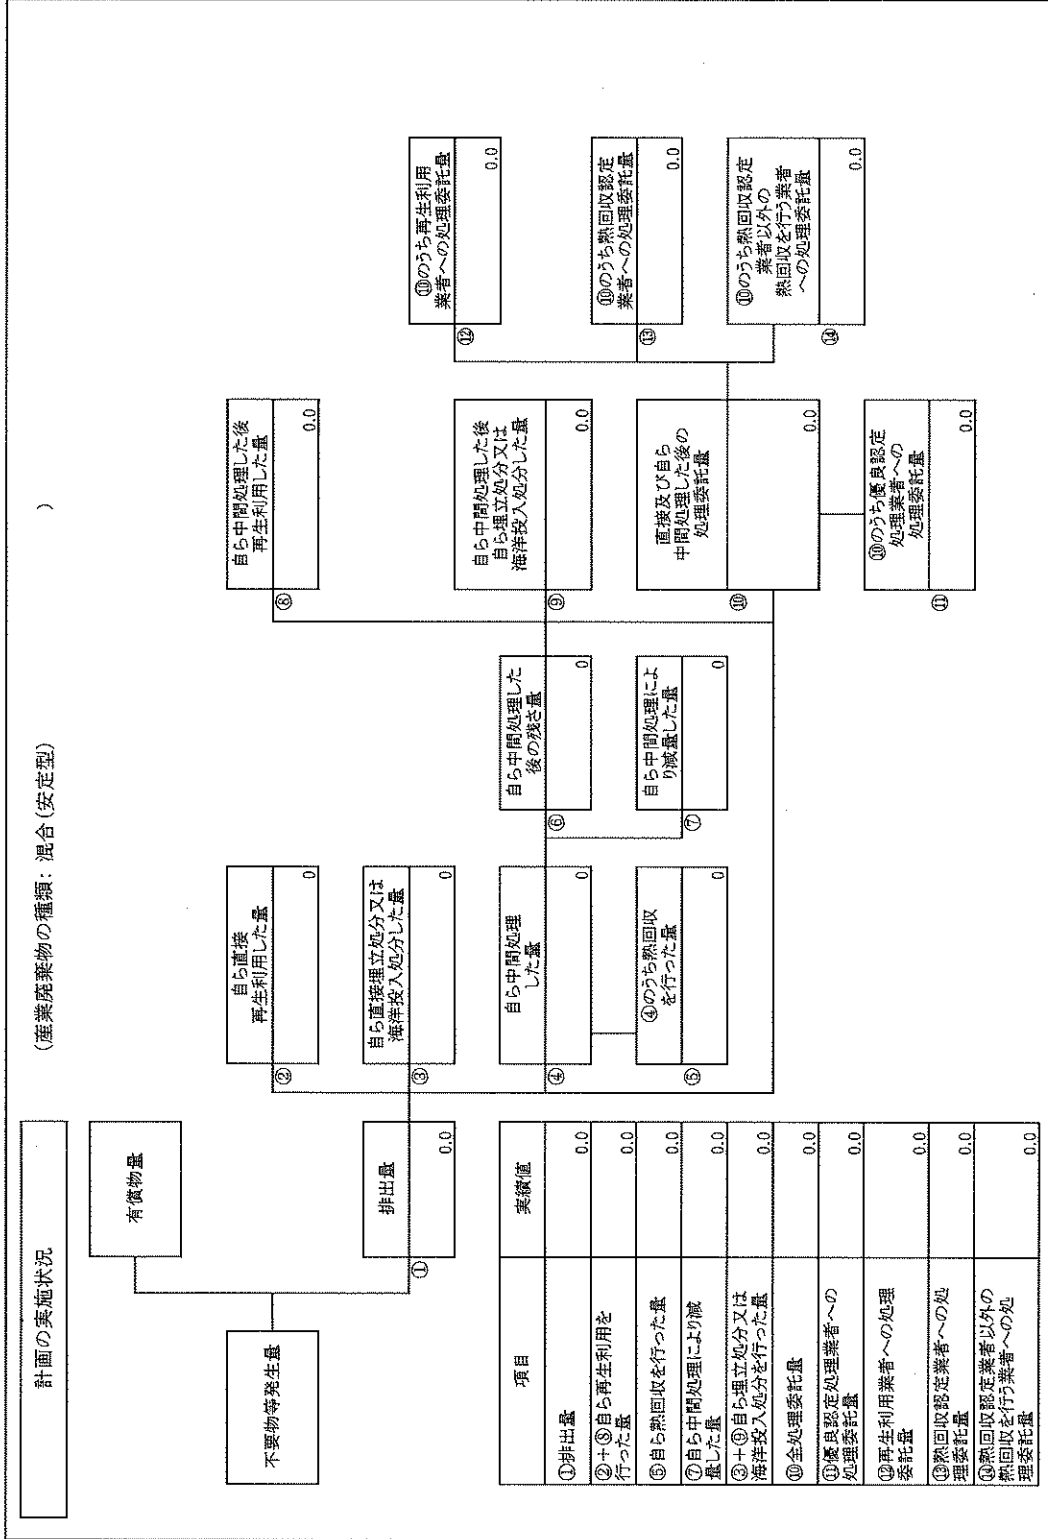 計画の実施状況
(産業廃棄物の種類: 混合(安定型) )
不要物等発生量
有償物量
①
排出量
0.0
②
自ら直接
再生利用した量
0
③
自ら直接埋立処分又は
海洋投入処分した量
0
④
自ら中間処理
した量
0
⑤
④のうち熱回収
を行った量
0
⑥
自ら中間処理した
後の残さ量
0
⑦
自ら中間処理によ
り減量した量
0
⑧
自ら中間処理した後
再生利用した量
0.0
⑨
自ら中間処理した後
自ら埋立処分又は
海洋投入処分した量
0.0
⑩
直接及び自ら
中間処理した後の
処理委託量
0.0
⑪
⑩のうち優良認定
処理業者への
処理委託量
0.0
⑫
⑩のうち再生利用
業者への処理委託量
0.0
⑬
⑩のうち熱回収認定
業者への処理委託量
0.0
⑭
⑩のうち熱回収認定
業者以外の
熱回収を行う業者
への処理委託量
0.0
項目 実績値
①排出量 0.0
②+⑧自ら再生利用を
行った量 0.0
⑤自ら熱回収を行った量 0.0
⑦自ら中間処理により減
量した量 0.0
③+⑨自ら埋立処分又は
海洋投入処分を行った量 0.0
⑩全処理委託量 0.0
⑪優良認定処理業者への
処理委託量 0.0
⑫再生利用業者への処理
委託量 0.0
⑬熱回収認定業者への処
理委託量 0.0
⑭熱回収認定業者以外の
熱回収を行う業者への処
理委託量 0.0